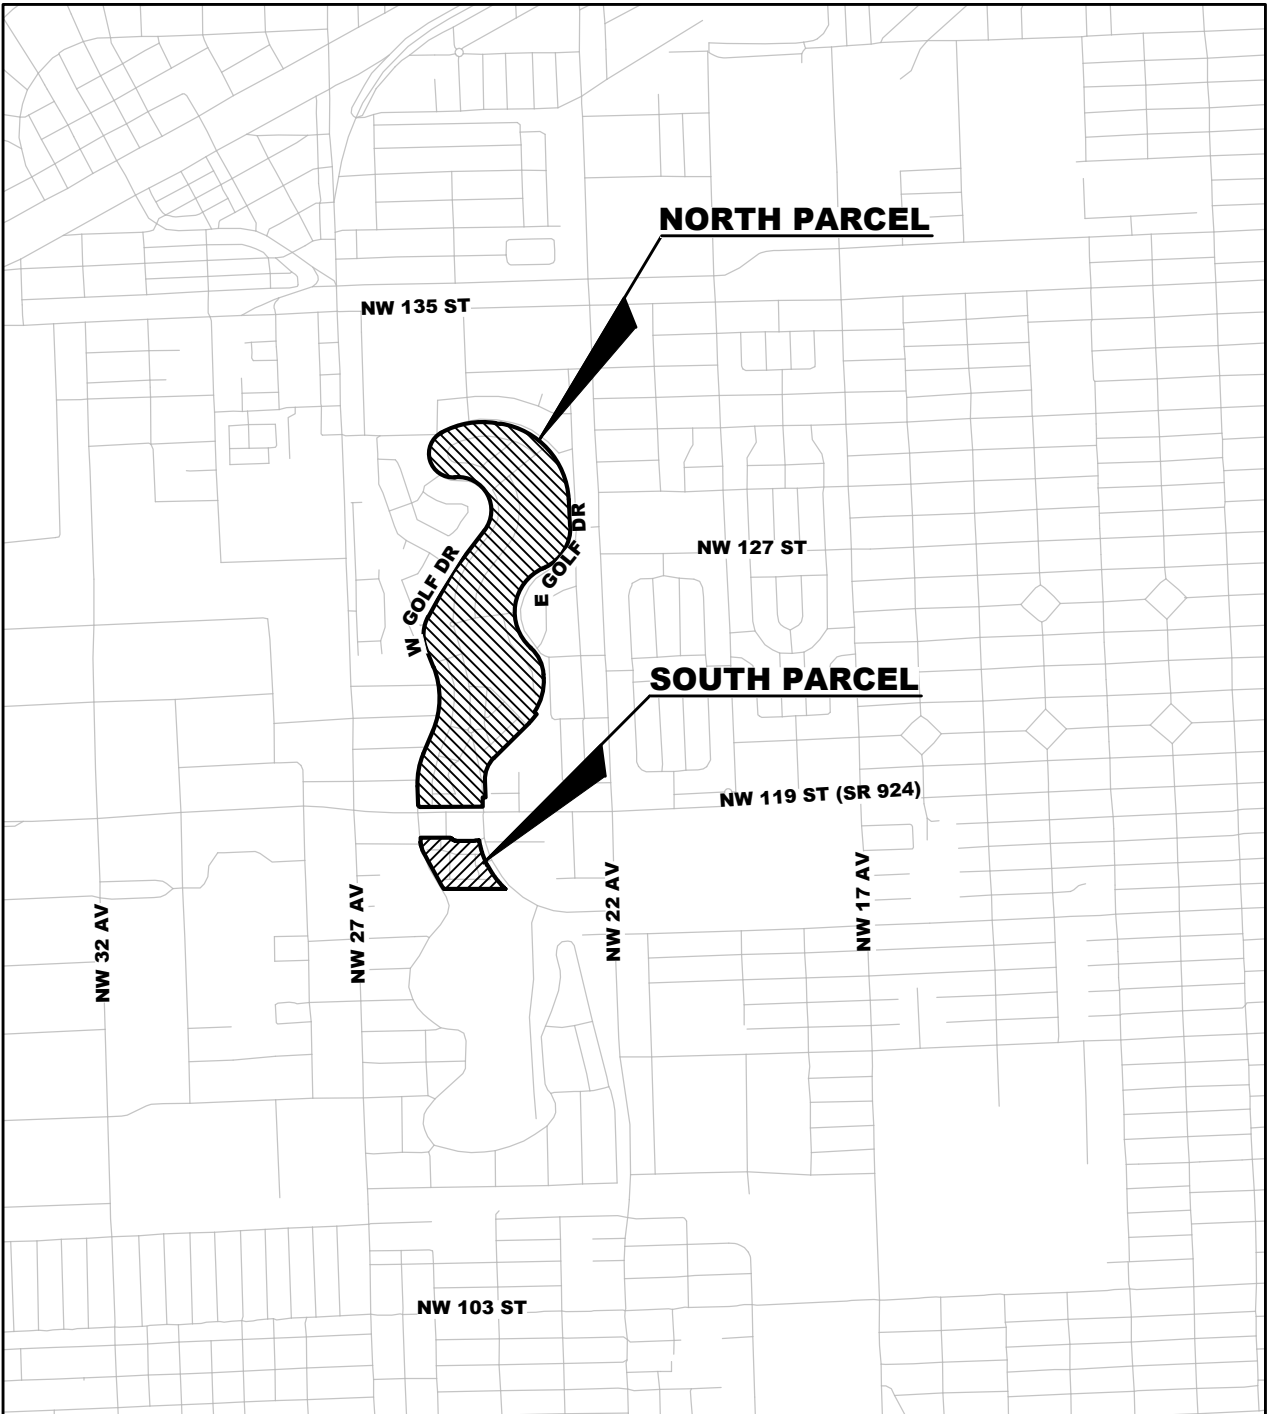 NORTH PARCEL
NW 135 ST
NW 127 ST
E GOLF DR
W GOLF DR
SOUTH PARCEL
NW 119 ST (SR 924)
NW 32 AV
NW 27 AV
NW 22 AV
NW 17 AV
NW 103 ST